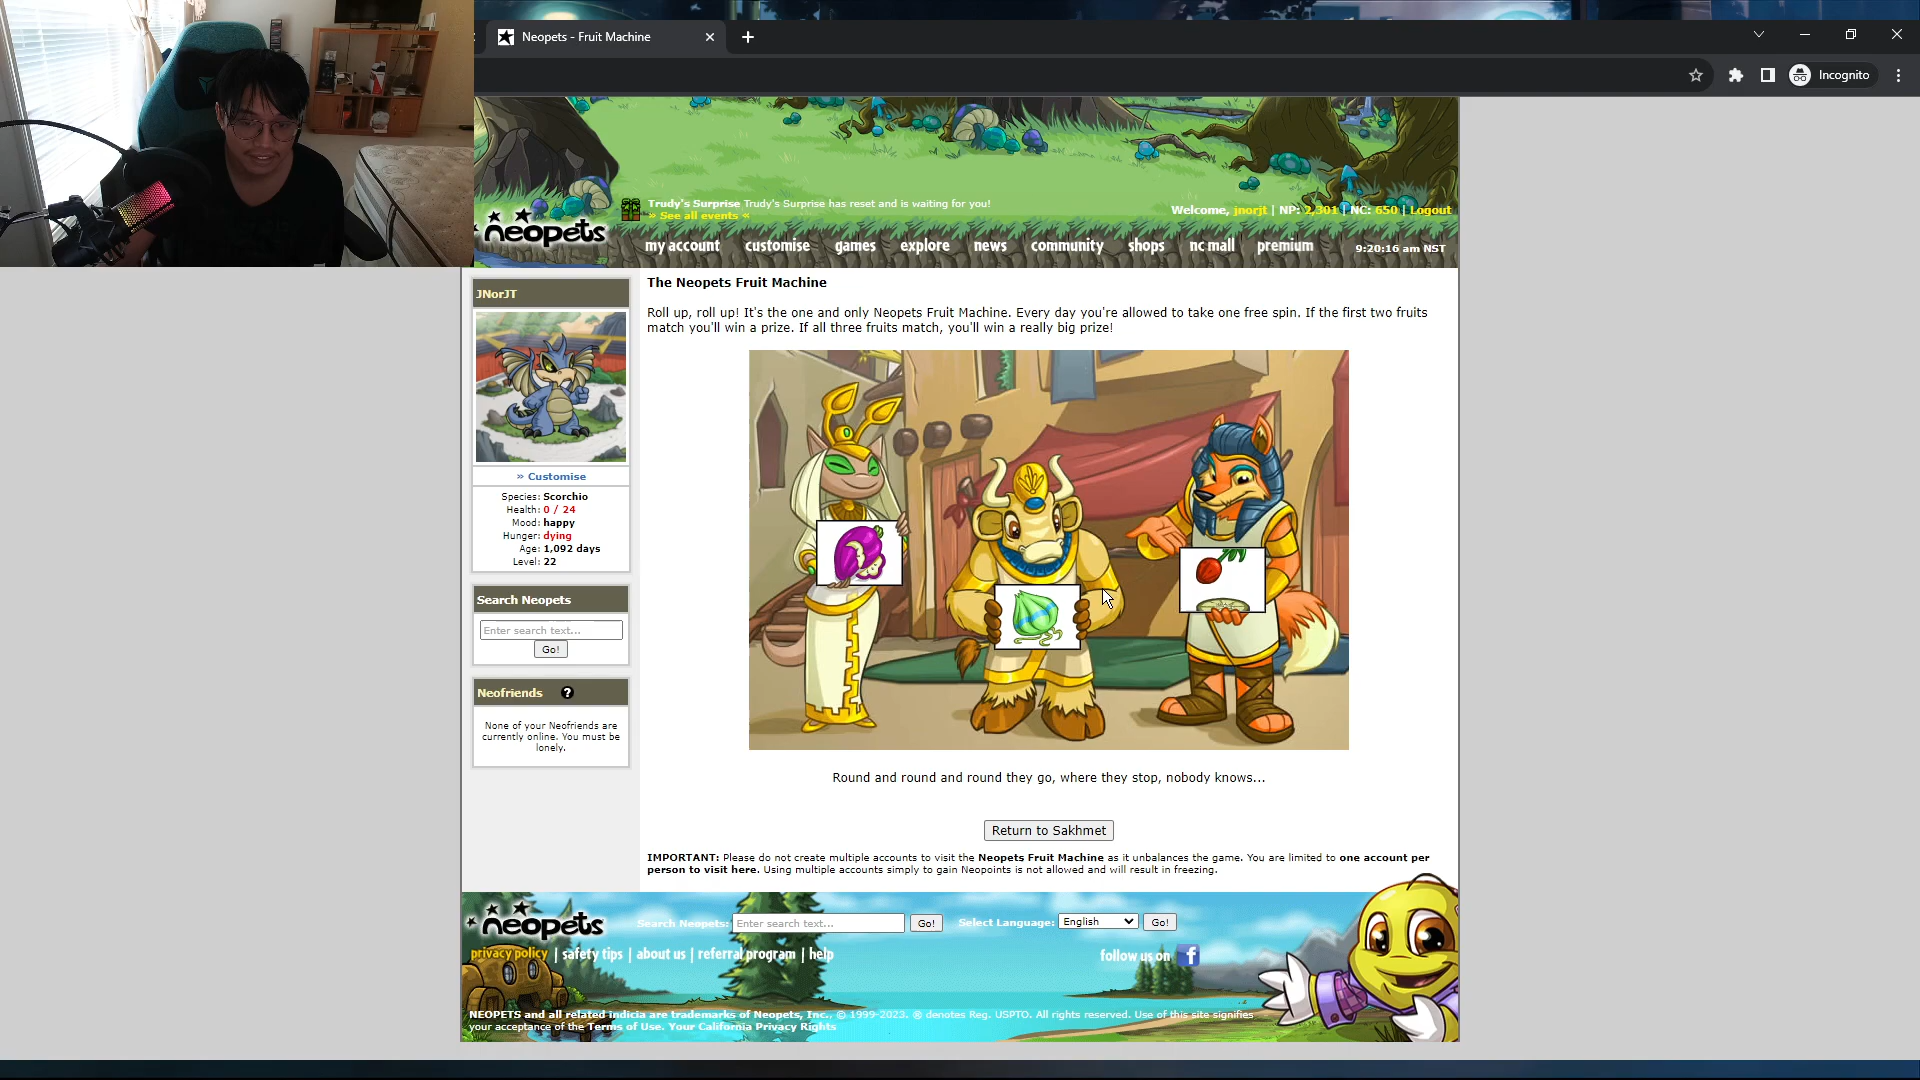 Neopets - Fruit Machine
Incognito
Trudy's Surprise Trudy's Surprise has reset and is waiting for you!
» See all events «
Welcome, jnorjt | NP: 2,301 | NC: 650 | Logout
neopets
my account customise games explore news community shops nc mall premium
9:20:16 am NST
JNorJT
» Customise
Species: Scorchio
Health: 0 / 24
Mood: happy
Hunger: dying
Age: 1,092 days
Level: 22
Search Neopets
Enter search text...
Go!
Neofriends ?
None of your Neofriends are
currently online. You must be
lonely.
The Neopets Fruit Machine
Roll up, roll up! It's the one and only Neopets Fruit Machine. Every day you're allowed to take one free spin. If the first two fruits
match you'll win a prize. If all three fruits match, you'll win a really big prize!
Round and round and round they go, where they stop, nobody knows...
Return to Sakhmet
IMPORTANT: Please do not create multiple accounts to visit the Neopets Fruit Machine as it unbalances the game. You are limited to one account per
person to visit here. Using multiple accounts simply to gain Neopoints is not allowed and will result in freezing.
neopets
Search Neopets: Enter search text... Go! Select Language: English Go!
privacy policy | safety tips | about us | referral program | help
follow us on f
NEOPETS and all related indicia are trademarks of Neopets, Inc., © 1999-2023. ® denotes Reg. USPTO. All rights reserved. Use of this site signifies
your acceptance of the Terms of Use. Your California Privacy Rights